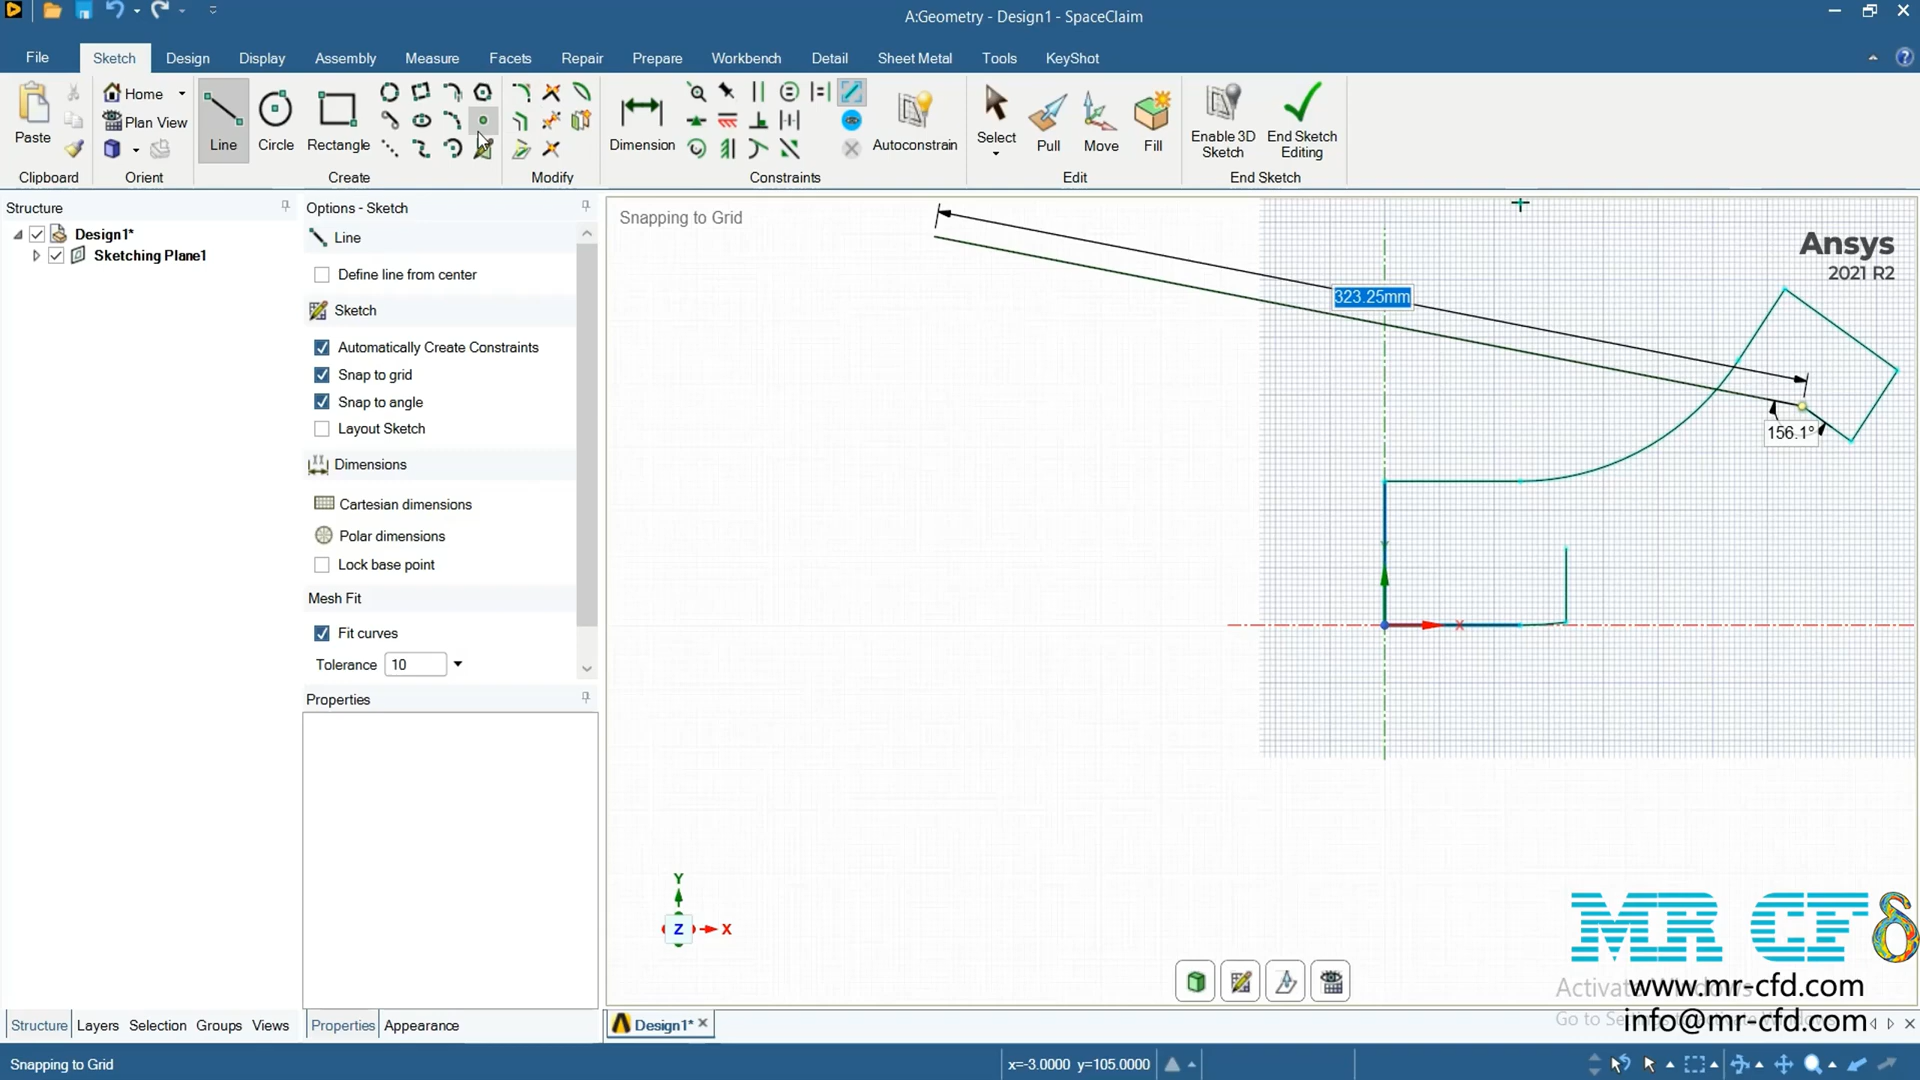 A:Geometry - Design1 - SpaceClaim
File Sketch Design Display Assembly Measure Facets Repair Prepare Workbench Detail Sheet Metal Tools KeyShot
Paste
Home
Plan View
Line
Circle
Rectangle
Dimension
Autoconstrain
Select
Pull
Move
Fill
Enable 3D Sketch
End Sketch Editing
Clipboard
Orient
Create
Modify
Constraints
Edit
End Sketch
Structure
Design1*
Sketching Plane1
Options - Sketch
Line
Define line from center
Sketch
Automatically Create Constraints
Snap to grid
Snap to angle
Layout Sketch
Dimensions
Cartesian dimensions
Polar dimensions
Lock base point
Mesh Fit
Fit curves
Tolerance 10
Properties
Snapping to Grid
Ansys
2021 R2
323.25mm
156.1°
X
Y
Z
X
MR CFD
www.mr-cfd.com
info@mr-cfd.com
Structure Layers Selection Groups Views
Properties Appearance
Design1*
Snapping to Grid
x=-3.0000 y=105.0000